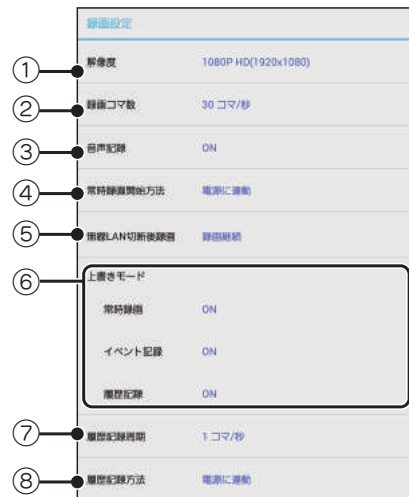 録画設定
① 解像度 1080P HD(1920x1080)
② 録画コマ数 30 コマ/秒
③ 音声記録 ON
④ 常時録画開始方法 電源に連動
⑤ 無線LAN切断後録画 録画継続
⑥ 上書きモード
常時録画 ON
イベント記録 ON
履歴記録 ON
⑦ 履歴記録周期 1 コマ/秒
⑧ 履歴記録方法 電源に連動